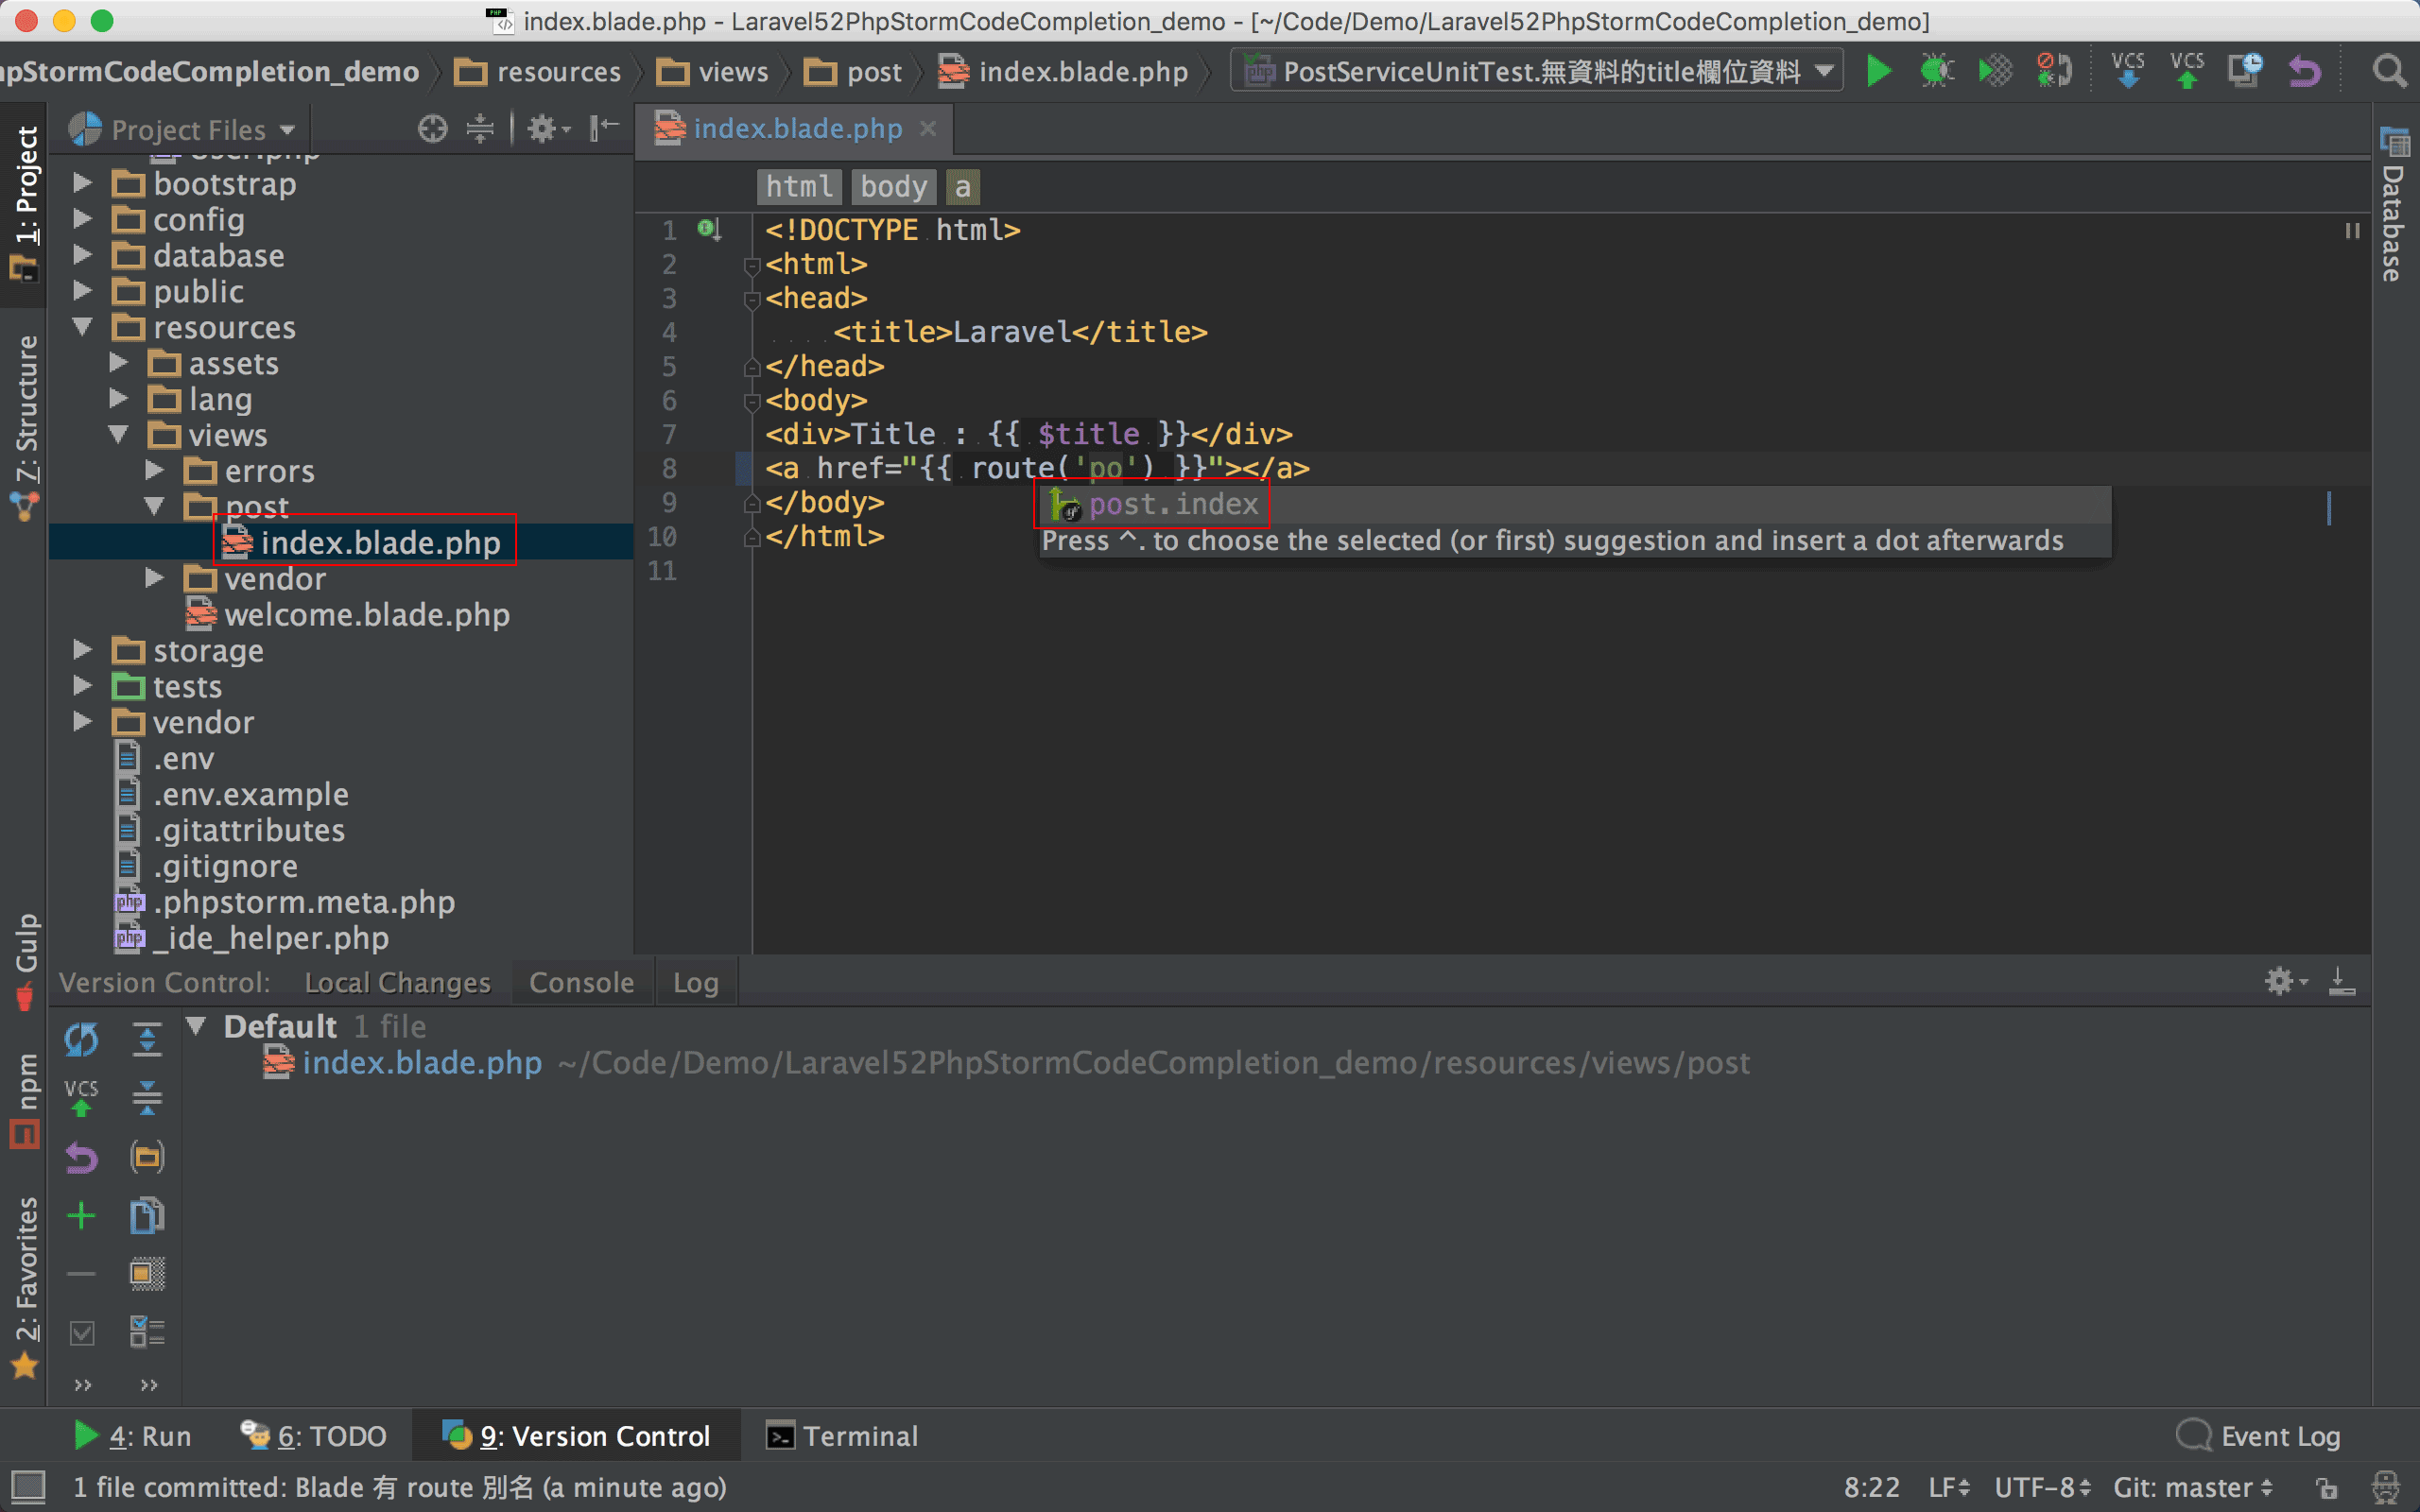 index.blade.php - Laravel52PhpStormCodeCompletion_demo - [~/Code/Demo/Laravel52PhpStormCodeCompletion_demo]
pStormCodeCompletion_demo resources views post index.blade.php PostServiceUnitTest.無資料的title欄位資料 VCS VCS
1: Project
Z: Structure
Gulp
npm
2: Favorites
Project Files
bootstrap
config
database
public
resources
assets
lang
views
errors
post
index.blade.php
vendor
welcome.blade.php
storage
tests
vendor
.env
.env.example
.gitattributes
.gitignore
.phpstorm.meta.php
_ide_helper.php
index.blade.php
html body a
1 <!DOCTYPE html>
2 <html>
3 <head>
4 <title>Laravel</title>
5 </head>
6 <body>
7 <div>Title : {{ $title }}</div>
8 <a href="{{ route('po') }}"></a>
9 </body>
10 </html>
11
post.index
Press ^. to choose the selected (or first) suggestion and insert a dot afterwards
Database
Version Control: Local Changes Console Log
Default 1 file
index.blade.php ~/Code/Demo/Laravel52PhpStormCodeCompletion_demo/resources/views/post
VCS
4: Run 6: TODO 9: Version Control Terminal Event Log
1 file committed: Blade 有 route 別名 (a minute ago) 8:22 LF UTF-8 Git: master